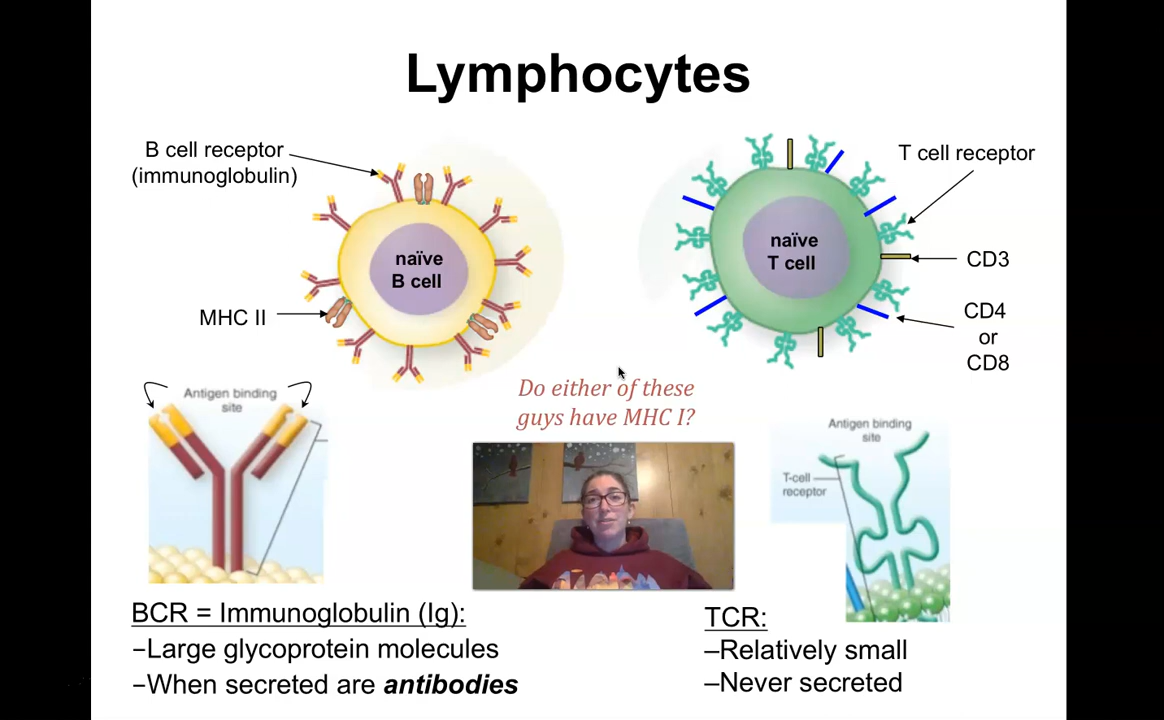 Lymphocytes
B cell receptor
(immunoglobulin)
naïve
B cell
MHC II
T cell receptor
naïve
T cell
CD3
CD4
or
CD8
Do either of these
guys have MHC I?
Antigen binding
site
Antigen binding
site
T-cell
receptor
BCR = Immunoglobulin (Ig):
−Large glycoprotein molecules
−When secreted are antibodies
TCR:
–Relatively small
–Never secreted